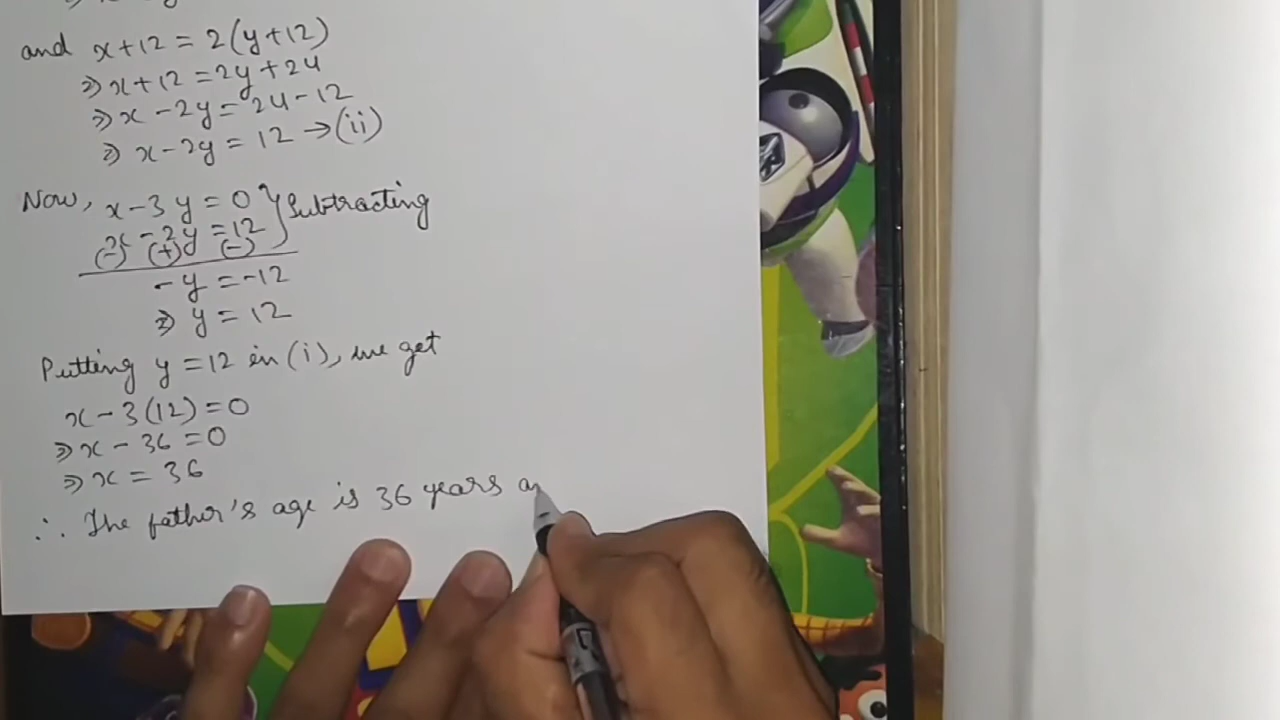 and x+12 = 2(y+12)
⇒ x+12 = 2y+24
⇒ x - 2y = 24 - 12
⇒ x - 2y = 12 → (ii)
Now, x - 3y = 0 } Subtracting
x - 2y = 12
(-) (+) (-)
-y = -12
⇒ y = 12
Putting y = 12 in (i), we get
x - 3(12) = 0
⇒ x - 36 = 0
⇒ x = 36
∴ The father's age is 36 years an